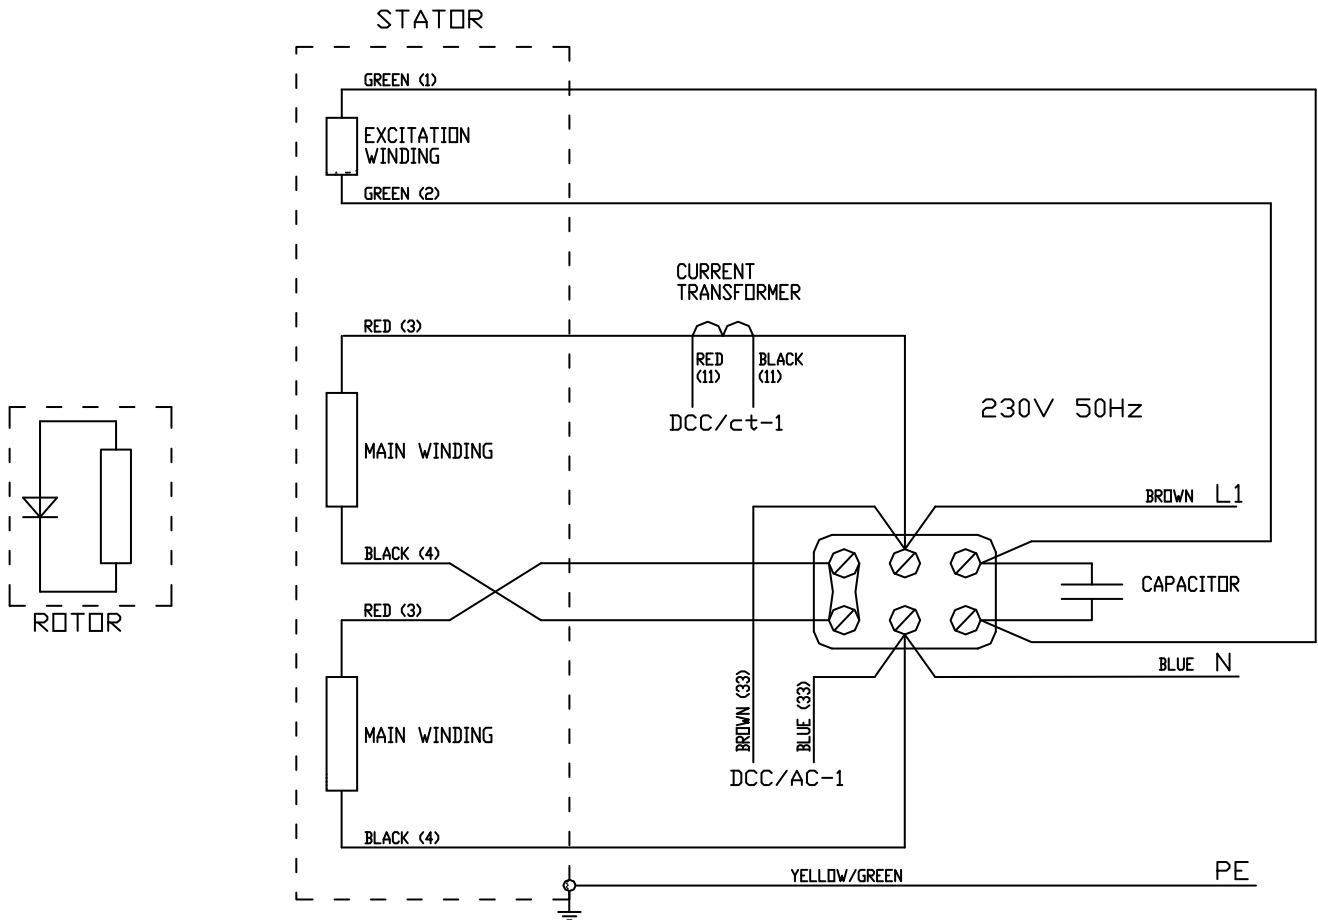 STATOR
GREEN (1)
EXCITATION
WINDING
GREEN (2)
CURRENT
TRANSFORMER
RED (3)
RED
(11)
BLACK
(11)
DCC/ct-1
230V 50Hz
MAIN WINDING
BROWN L1
BLACK (4)
CAPACITOR
RED (3)
ROTOR
BLUE N
BROWN (33)
BLUE (33)
MAIN WINDING
DCC/AC-1
BLACK (4)
YELLOW/GREEN PE